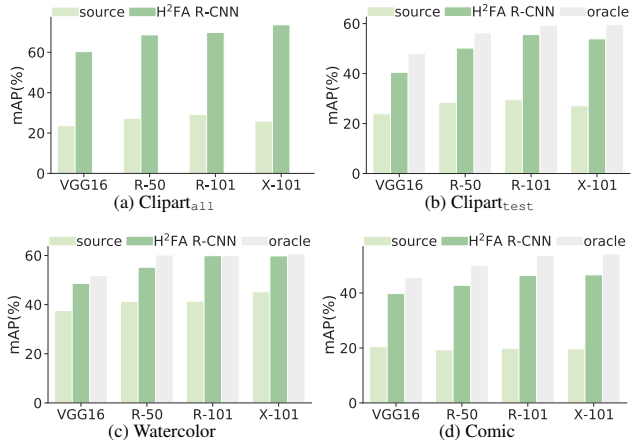 source H²FA R-CNN
mAP(%)
60
40
20
0
VGG16 R-50 R-101 X-101
(a) Clipartall
source H²FA R-CNN oracle
mAP(%)
60
40
20
0
VGG16 R-50 R-101 X-101
(b) Cliparttest
source H²FA R-CNN oracle
mAP(%)
60
40
20
0
VGG16 R-50 R-101 X-101
(c) Watercolor
source H²FA R-CNN oracle
mAP(%)
40
20
0
VGG16 R-50 R-101 X-101
(d) Comic